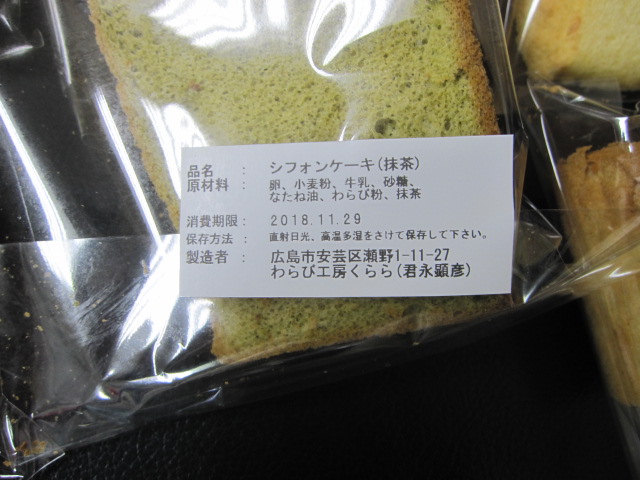 品名 : シフォンケーキ(抹茶)
原材料 : 卵、小麦粉、牛乳、砂糖、
なたね油、わらび粉、抹茶
消費期限 : 2018.11.29
保存方法 : 直射日光、高温多湿をさけて保存して下さい。
製造者 : 広島市安芸区瀬野1-11-27
わらび工房くらら(君永顕彦)